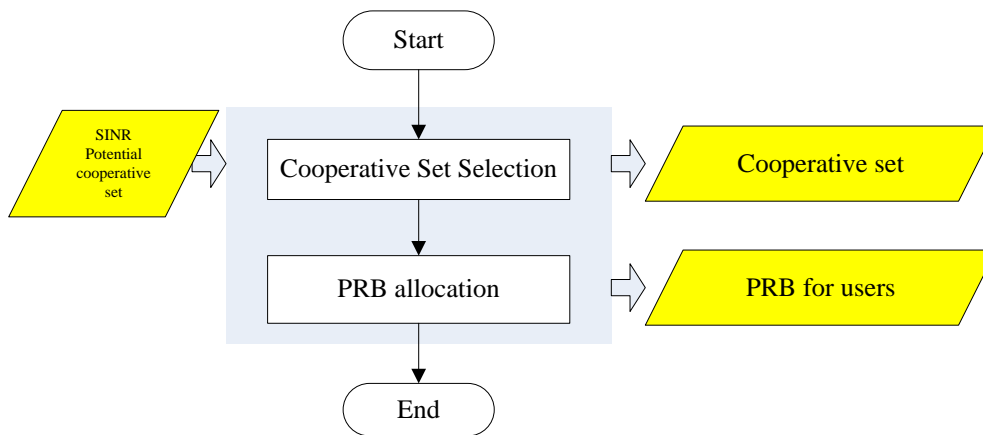 Start
SINR
Potential
cooperative
set
Cooperative Set Selection
Cooperative set
PRB allocation
PRB for users
End